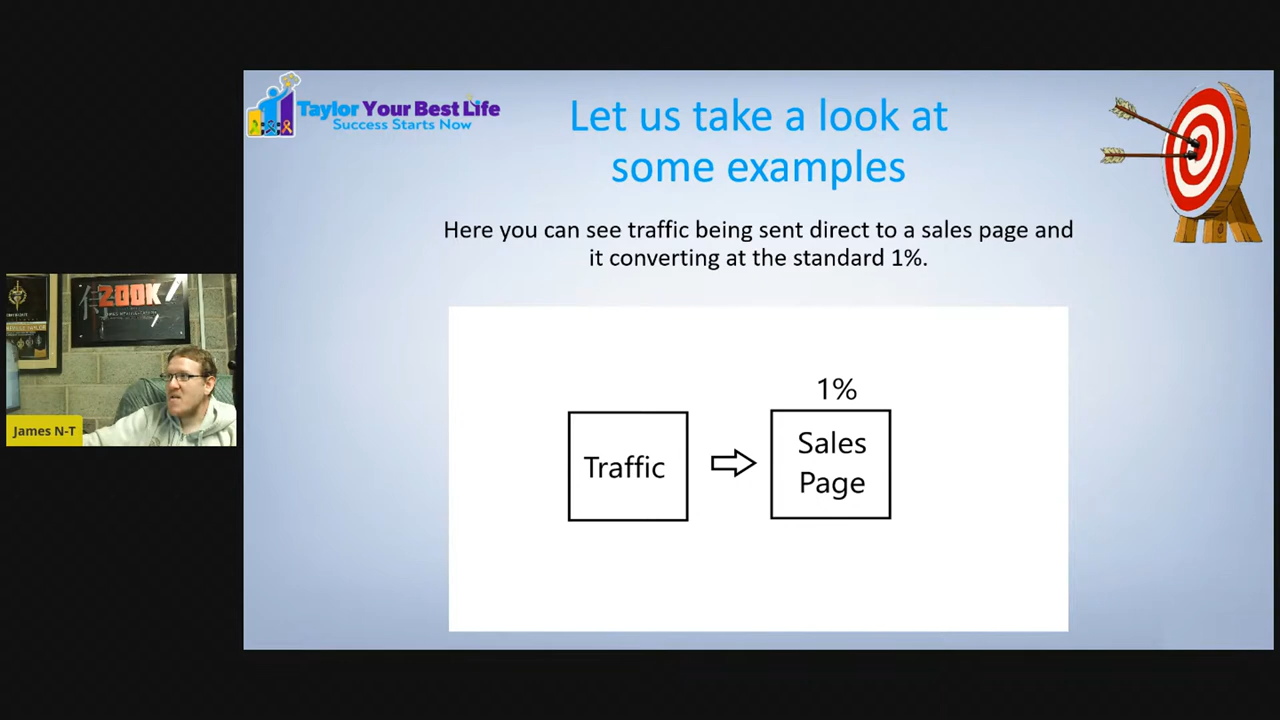 Taylor Your Best Life
Success Starts Now
Let us take a look at
some examples
Here you can see traffic being sent direct to a sales page and
it converting at the standard 1%.
200K
James N-T
1%
Traffic
Sales
Page